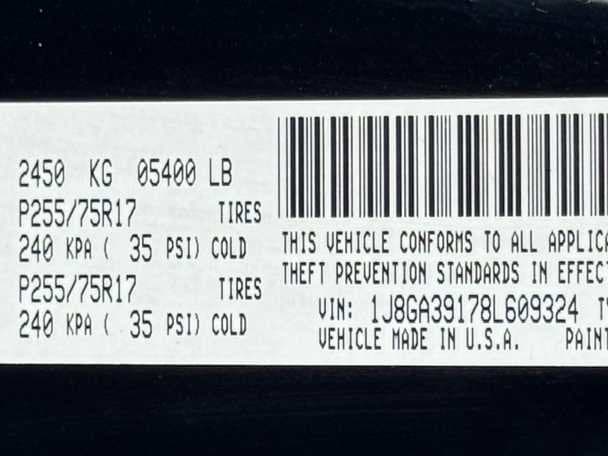 2450 KG 05400 LB
P255/75R17 TIRES
240 KPA ( 35 PSI) COLD
P255/75R17 TIRES
240 KPA ( 35 PSI) COLD
THIS VEHICLE CONFORMS TO ALL APPLICA
THEFT PREVENTION STANDARDS IN EFFECT
VIN: 1J8GA39178L609324 T
VEHICLE MADE IN U.S.A. PAINT